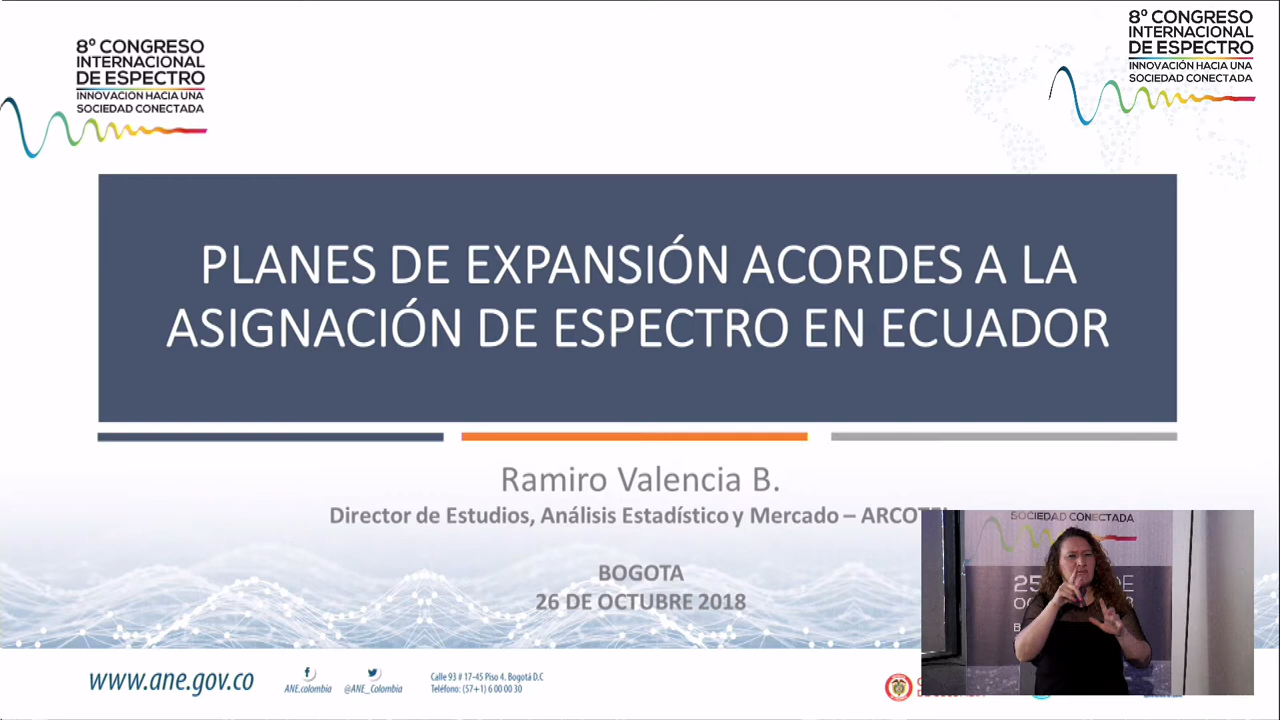 8º CONGRESO
INTERNACIONAL
DE ESPECTRO
INNOVACIÓN HACIA UNA
SOCIEDAD CONECTADA
8º CONGRESO
INTERNACIONAL
DE ESPECTRO
INNOVACIÓN HACIA UNA
SOCIEDAD CONECTADA
PLANES DE EXPANSIÓN ACORDES A LA
ASIGNACIÓN DE ESPECTRO EN ECUADOR
Ramiro Valencia B.
Director de Estudios, Análisis Estadístico y Mercado – ARCOTEL
BOGOTA
26 DE OCTUBRE 2018
SOCIEDAD CONECTADA
25
DE
www.ane.gov.co
ANE.colombia
@ANE_Colombia
Calle 93 # 17-45 Piso 4. Bogotá D.C
Teléfono: (57+1) 6 00 00 30